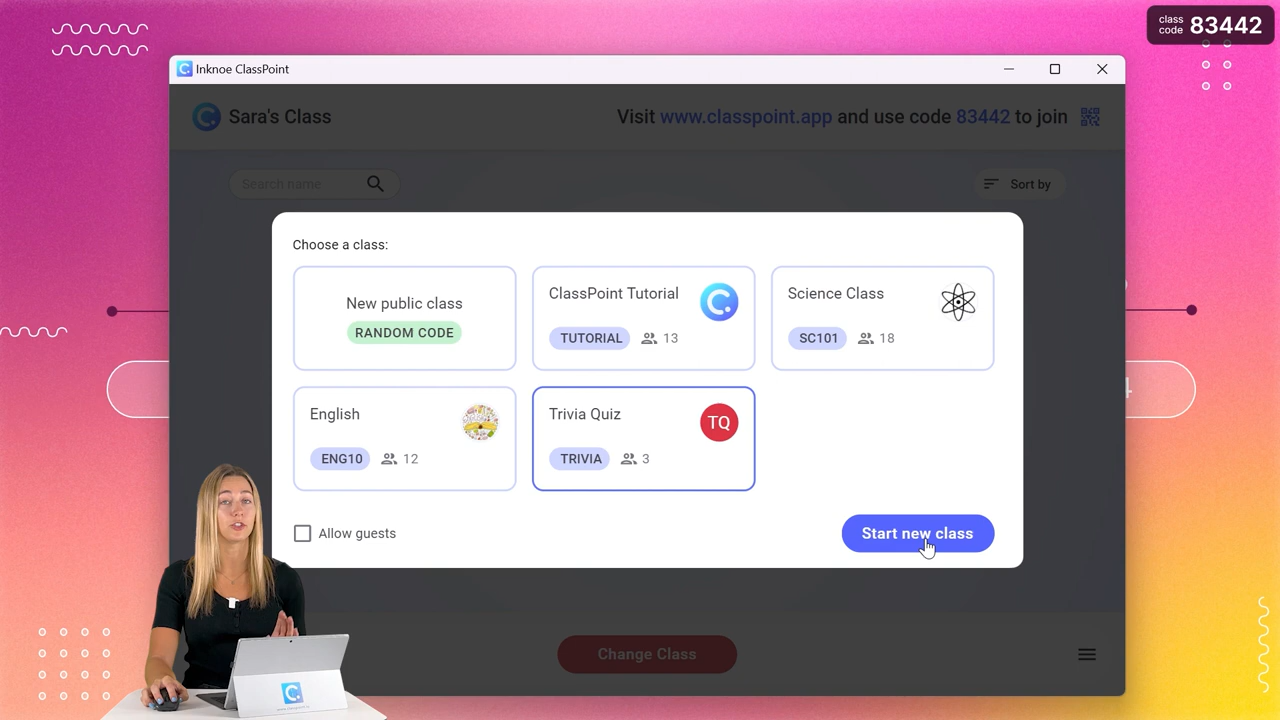 class
code 83442
Inknoe ClassPoint
Sara's Class
Visit www.classpoint.app and use code 83442 to join
Search name
Sort by
Choose a class:
New public class
RANDOM CODE
ClassPoint Tutorial
TUTORIAL 13
Science Class
SC101 18
English
ENG10 12
Trivia Quiz
TQ
TRIVIA 3
Allow guests
Start new class
Change Class